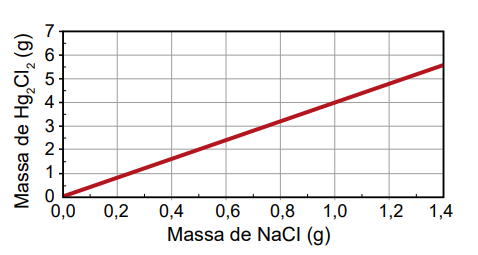 Massa de Hg₂Cl₂ (g)
7
6
5
4
3
2
1
0
0,0 0,2 0,4 0,6 0,8 1,0 1,2 1,4
Massa de NaCl (g)